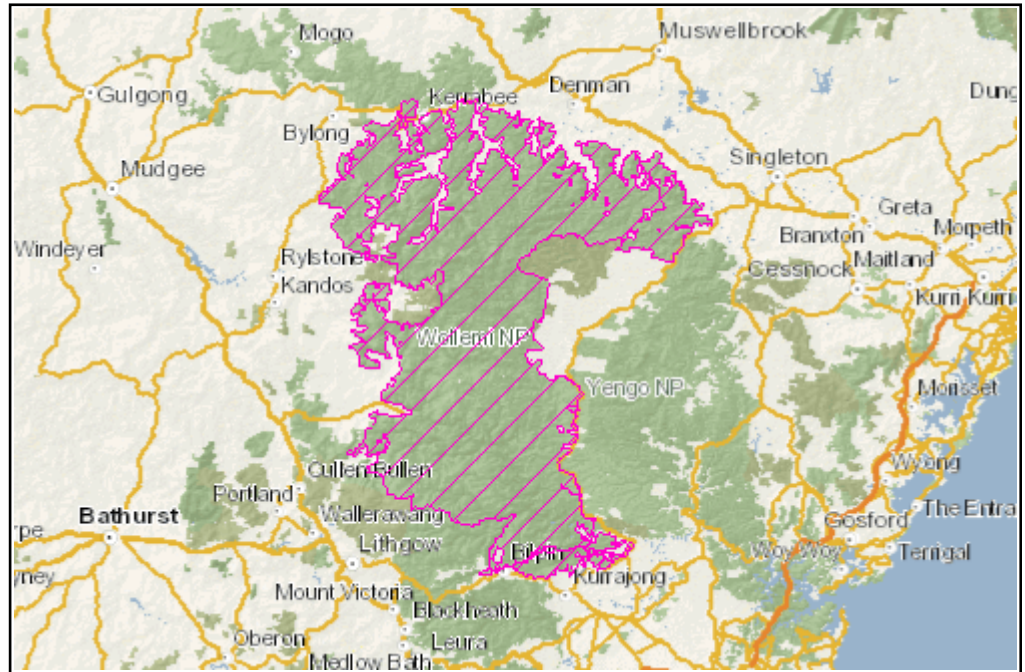 Mogo
Muswellbrook
Gulgong
Kerrabee
Denman
Dung
Bylong
Mudgee
Singleton
Greta
Windeyer
Branxton
Morpeth
Rylstone
Cessnock
Maitland
Kandos
Kurri Kurri
Wollemi NP
Yengo NP
Morisset
Cullen Bullen
Wyong
Portland
The Entra
Bathurst
Wallerawang
Gosford
rpe
Lithgow
Bilpin
Woy Woy
Terrigal
yney
Kurrajong
Mount Victoria
Blackheath
Oberon
Leura
Medlow Bath